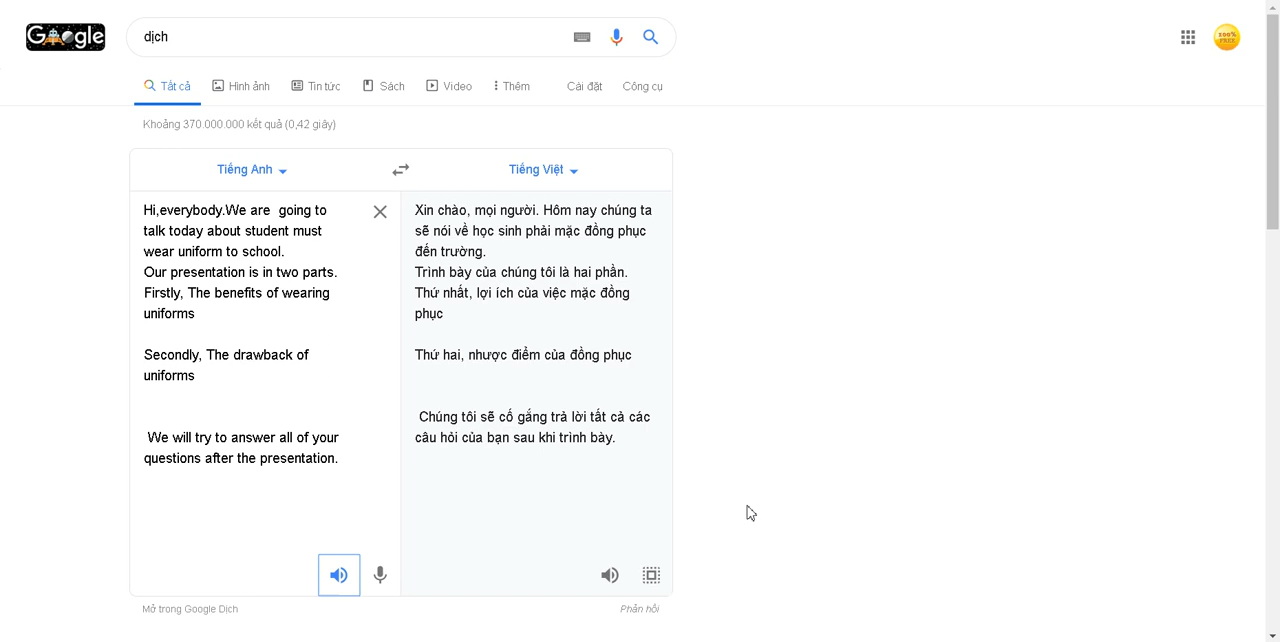 Google
dịch
Tất cả
Hình ảnh
Tin tức
Sách
Video
Thêm
Cài đặt
Công cụ
Khoảng 370.000.000 kết quả (0,42 giây)
Tiếng Anh
Tiếng Việt
Hi,everybody.We are  going to
talk today about student must
wear uniform to school.
Our presentation is in two parts.
Firstly, The benefits of wearing
uniforms
Secondly, The drawback of
uniforms
We will try to answer all of your
questions after the presentation.
Xin chào, mọi người. Hôm nay chúng ta
sẽ nói về học sinh phải mặc đồng phục
đến trường.
Trình bày của chúng tôi là hai phần.
Thứ nhất, lợi ích của việc mặc đồng
phục
Thứ hai, nhược điểm của đồng phục
Chúng tôi sẽ cố gắng trả lời tất cả các
câu hỏi của bạn sau khi trình bày.
Mở trong Google Dịch
Phản hồi
100%
FREE